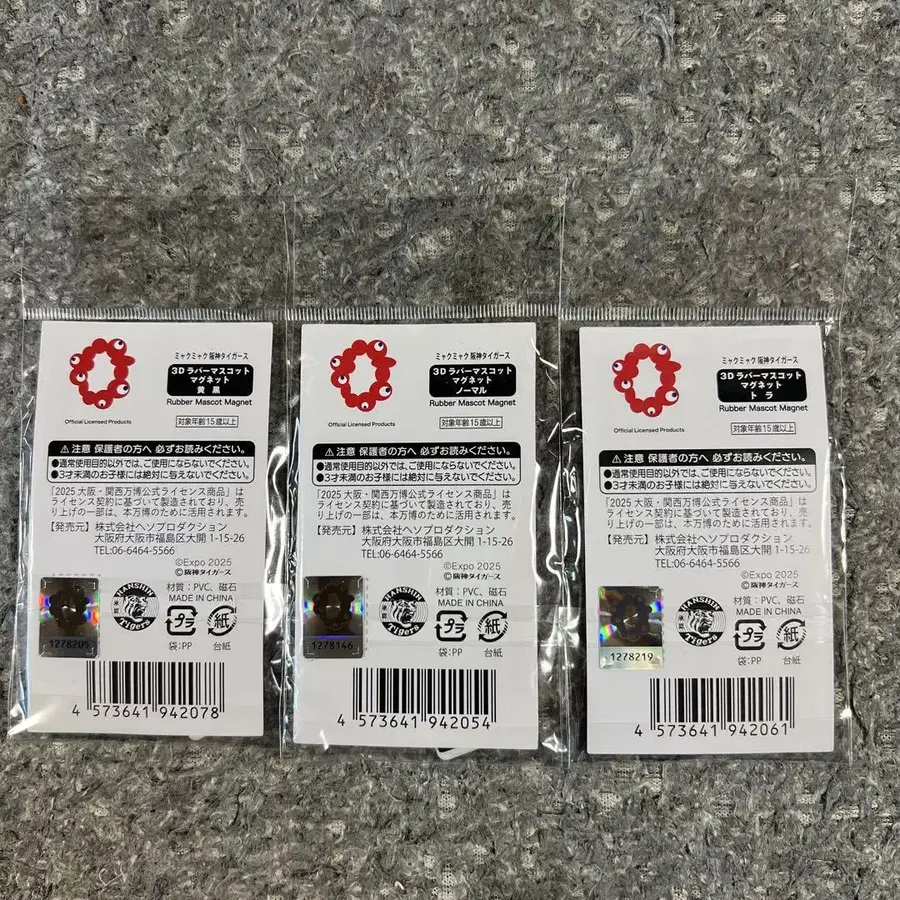 ミャクミャク 阪神タイガース
3D ラバーマスコット
マグネット
黄 黒
Rubber Mascot Magnet
Official Licensed Products
対象年齢15歳以上
⚠注意 保護者の方へ 必ずお読みください。
●通常使用目的以外では、ご使用にならないでください。
●3才未満のお子様には絶対に与えないでください。
「2025 大阪・関西万博公式ライセンス商品」は
ライセンス契約に基づいて製造されており、売
り上げの一部は、本万博のために活用されます。
【発売元】株式会社ヘソプロダクション
大阪府大阪市福島区大開 1-15-26
TEL:06-6464-5566
©Expo 2025
©阪神タイガース
材質:PVC、磁石
MADE IN CHINA
HANSHIN
承認
Tigers
プラ
紙
袋:PP
台紙
1278205
4 573641 942078
ミャクミャク 阪神タイガース
3D ラバーマスコット
マグネット
ノーマル
Rubber Mascot Magnet
Official Licensed Products
対象年齢15歳以上
⚠注意 保護者の方へ 必ずお読みください。
●通常使用目的以外では、ご使用にならないでください。
●3才未満のお子様には絶対に与えないでください。
「2025 大阪・関西万博公式ライセンス商品」は
ライセンス契約に基づいて製造されており、売
り上げの一部は、本万博のために活用されます。
【発売元】株式会社ヘソプロダクション
大阪府大阪市福島区大開 1-15-26
TEL:06-6464-5566
©Expo 2025
©阪神タイガース
材質:PVC、磁石
MADE IN CHINA
HANSHIN
承認
Tigers
プラ
紙
袋:PP
台紙
1278146
4 573641 942054
ミャクミャク 阪神タイガース
3D ラバーマスコット
マグネット
トラ
Rubber Mascot Magnet
Official Licensed Products
対象年齢15歳以上
⚠注意 保護者の方へ 必ずお読みください。
●通常使用目的以外では、ご使用にならないでください。
●3才未満のお子様には絶対に与えないでください。
「2025 大阪・関西万博公式ライセンス商品」は
ライセンス契約に基づいて製造されており、売
り上げの一部は、本万博のために活用されます。
【発売元】株式会社ヘソプロダクション
大阪府大阪市福島区大開 1-15-26
TEL:06-6464-5566
©Expo 2025
©阪神タイガース
材質:PVC、磁石
MADE IN CHINA
HANSHIN
承認
Tigers
プラ
紙
袋:PP
台紙
1278219
4 573641 942061